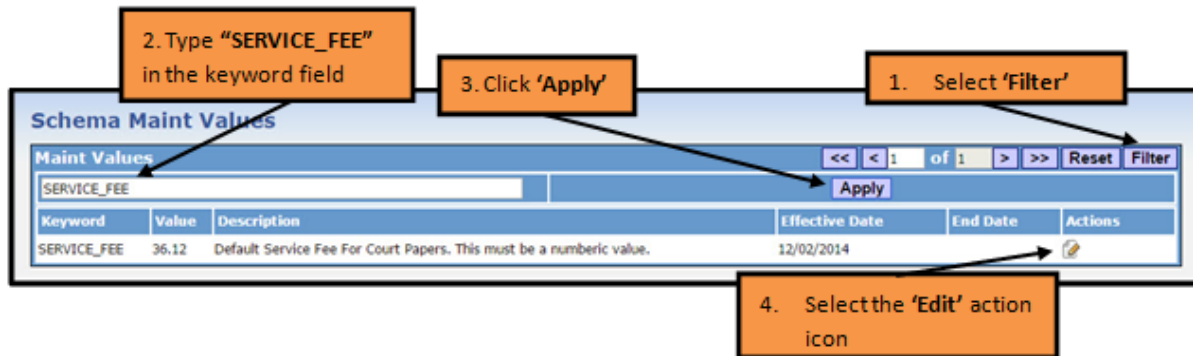 2. Type “SERVICE_FEE”
in the keyword field
3. Click ‘Apply’
1. Select ‘Filter’
Schema Maint Values
Maint Values << < 1 of 1 > >> Reset Filter
SERVICE_FEE Apply
Keyword Value Description Effective Date End Date Actions
SERVICE_FEE 36.12 Default Service Fee For Court Papers. This must be a numberic value. 12/02/2014
4. Select the ‘Edit’ action
icon